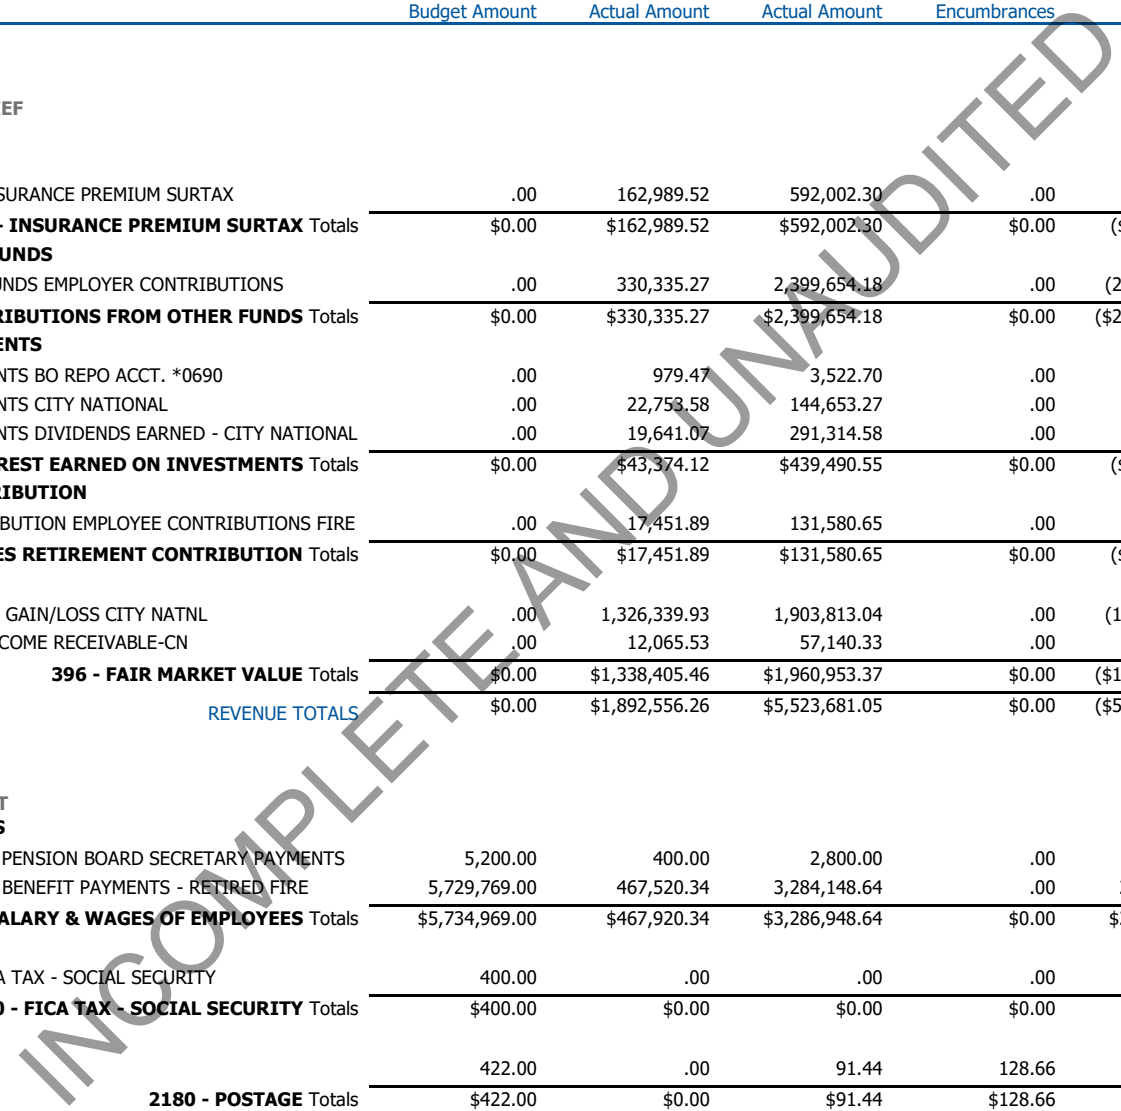 Budget Amount Actual Amount Actual Amount Encumbrances
EF
SURANCE PREMIUM SURTAX .00 162,989.52 592,002.30 .00
- INSURANCE PREMIUM SURTAX Totals $0.00 $162,989.52 $592,002.30 $0.00 ($
UNDS
UNDS EMPLOYER CONTRIBUTIONS .00 330,335.27 2,399,654.18 .00 (2
RIBUTIONS FROM OTHER FUNDS Totals $0.00 $330,335.27 $2,399,654.18 $0.00 ($2
ENTS
NTS BO REPO ACCT. *0690 .00 979.47 3,522.70 .00
NTS CITY NATIONAL .00 22,753.58 144,653.27 .00
NTS DIVIDENDS EARNED - CITY NATIONAL .00 19,641.07 291,314.58 .00
REST EARNED ON INVESTMENTS Totals $0.00 $43,374.12 $439,490.55 $0.00 ($
RIBUTION
IBUTION EMPLOYEE CONTRIBUTIONS FIRE .00 17,451.89 131,580.65 .00
ES RETIREMENT CONTRIBUTION Totals $0.00 $17,451.89 $131,580.65 $0.00 ($
GAIN/LOSS CITY NATNL .00 1,326,339.93 1,903,813.04 .00 (1
COME RECEIVABLE-CN .00 12,065.53 57,140.33 .00
396 - FAIR MARKET VALUE Totals $0.00 $1,338,405.46 $1,960,953.37 $0.00 ($1
REVENUE TOTALS $0.00 $1,892,556.26 $5,523,681.05 $0.00 ($5
T
S
PENSION BOARD SECRETARY PAYMENTS 5,200.00 400.00 2,800.00 .00
BENEFIT PAYMENTS - RETIRED FIRE 5,729,769.00 467,520.34 3,284,148.64 .00
ALARY & WAGES OF EMPLOYEES Totals $5,734,969.00 $467,920.34 $3,286,948.64 $0.00 $
A TAX - SOCIAL SECURITY 400.00 .00 .00 .00
0 - FICA TAX - SOCIAL SECURITY Totals $400.00 $0.00 $0.00 $0.00
422.00 .00 91.44 128.66
2180 - POSTAGE Totals $422.00 $0.00 $91.44 $128.66
INCOMPLETE AND UNAUDITED